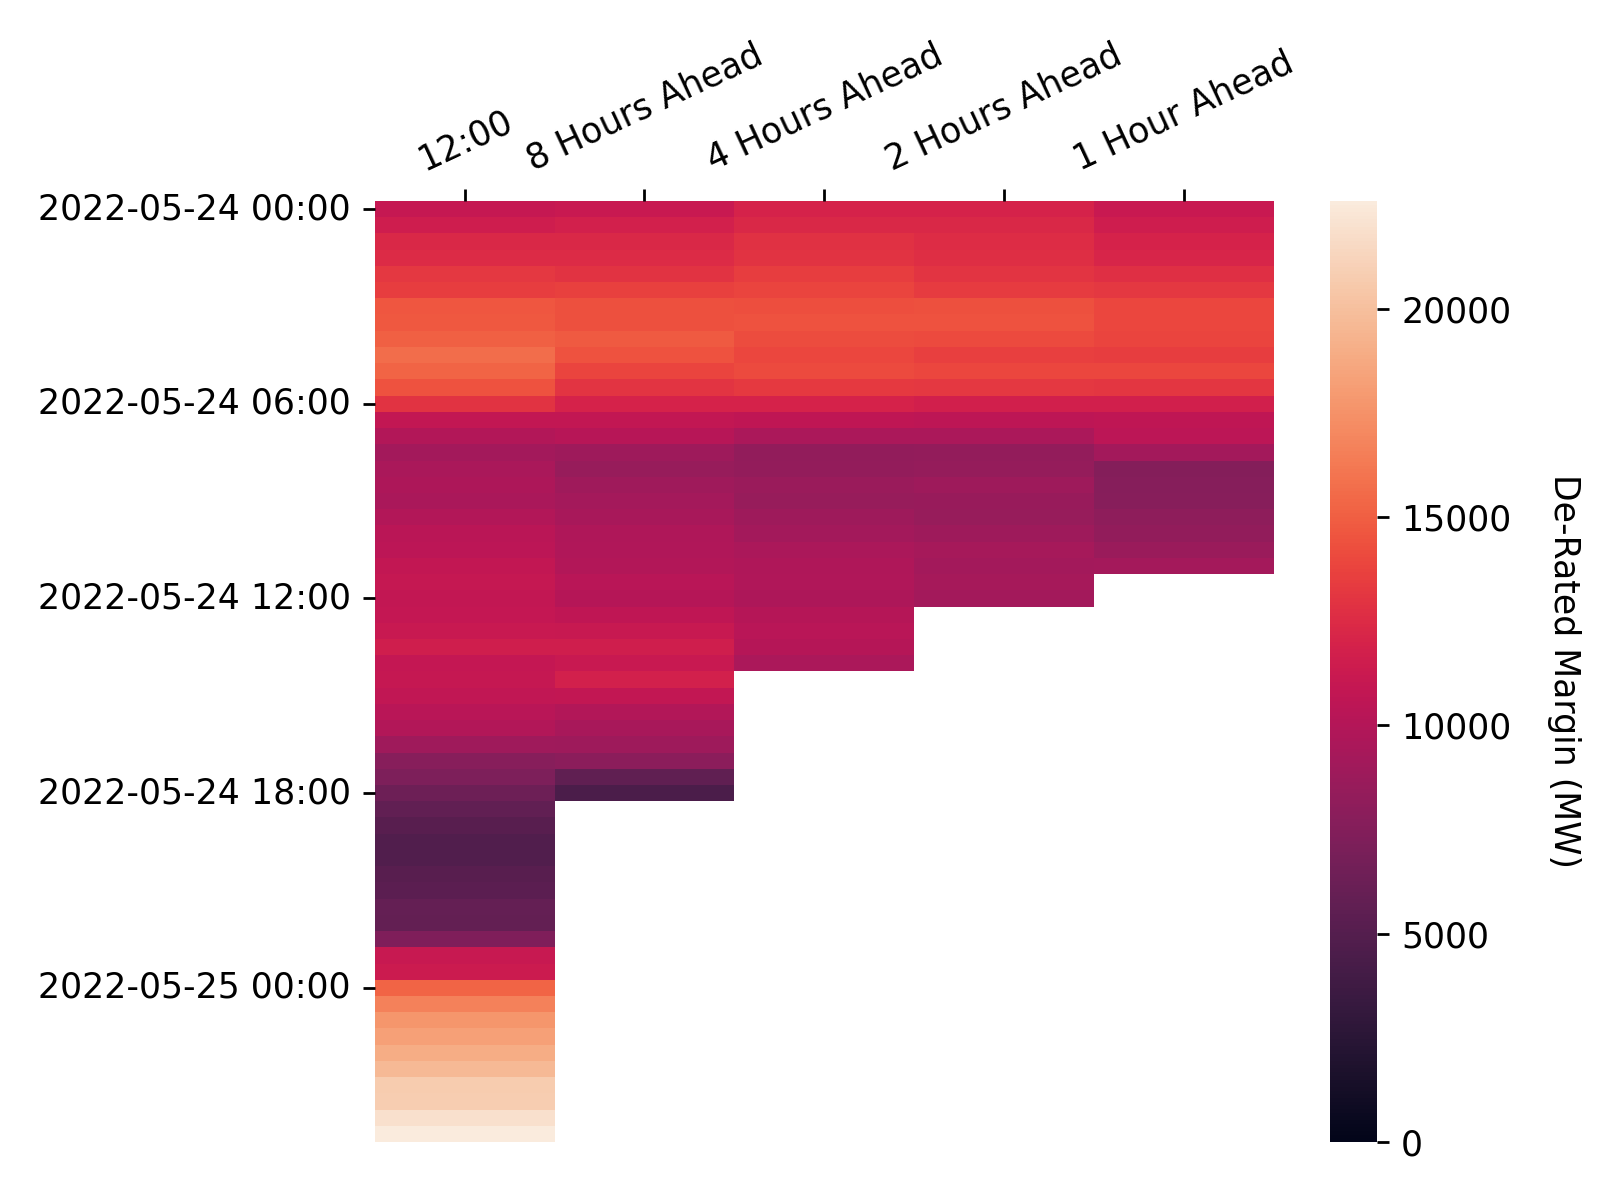 12:00
8 Hours Ahead
4 Hours Ahead
2 Hours Ahead
1 Hour Ahead
2022-05-24 00:00
2022-05-24 06:00
2022-05-24 12:00
2022-05-24 18:00
2022-05-25 00:00
20000
15000
10000
5000
0
De-Rated Margin (MW)